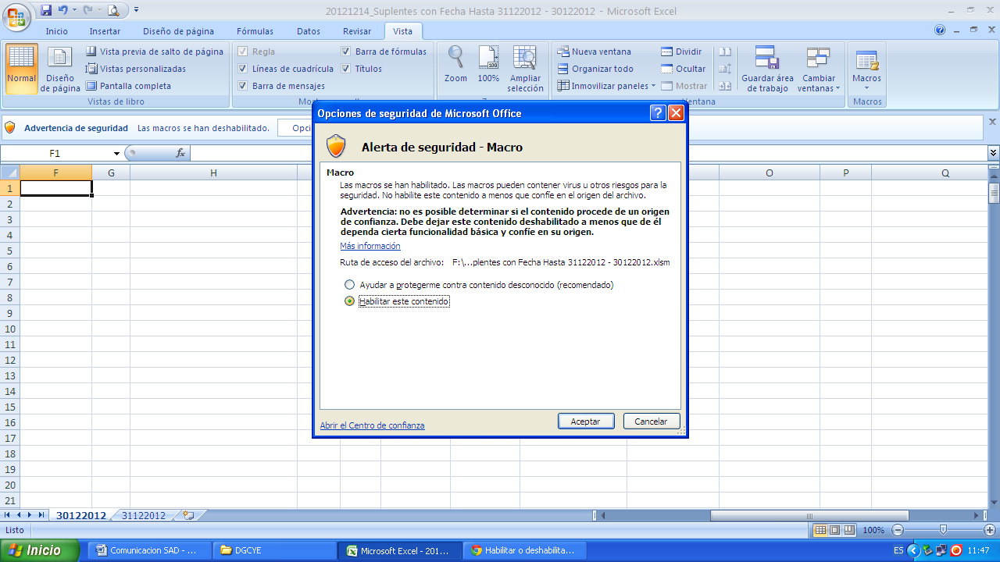 20121214_Suplentes con Fecha Hasta 31122012 - 30122012 - Microsoft Excel
Inicio Insertar Diseño de página Fórmulas Datos Revisar Vista
Normal
Diseño de página
Vista previa de salto de página
Vistas personalizadas
Pantalla completa
Vistas de libro
Regla
Líneas de cuadrícula
Barra de mensajes
Barra de fórmulas
Títulos
Zoom
100%
Ampliar selección
Nueva ventana
Organizar todo
Inmovilizar paneles
Dividir
Ocultar
Mostrar
Guardar área de trabajo
Cambiar ventanas
Macros
Macros
Advertencia de seguridad Las macros se han deshabilitado.
F1
fx
F G H O P Q
1
2
3
4
5
6
7
8
9
10
11
12
13
14
15
16
17
18
19
20
21
Opciones de seguridad de Microsoft Office
Alerta de seguridad - Macro
Macro
Las macros se han habilitado. Las macros pueden contener virus u otros riesgos para la
seguridad. No habilite este contenido a menos que confíe en el origen del archivo.
Advertencia: no es posible determinar si el contenido procede de un origen
de confianza. Debe dejar este contenido deshabilitado a menos que de él
dependa cierta funcionalidad básica y confíe en su origen.
Más información
Ruta de acceso del archivo: F:\...plentes con Fecha Hasta 31122012 - 30122012.xlsm
Ayudar a protegerme contra contenido desconocido (recomendado)
Habilitar este contenido
Abrir el Centro de confianza
Aceptar
Cancelar
30122012 31122012
Listo
100%
Inicio
Comunicacion SAD - ...
DGCYE
Microsoft Excel - 201...
Habilitar o deshabilita...
ES
11:47